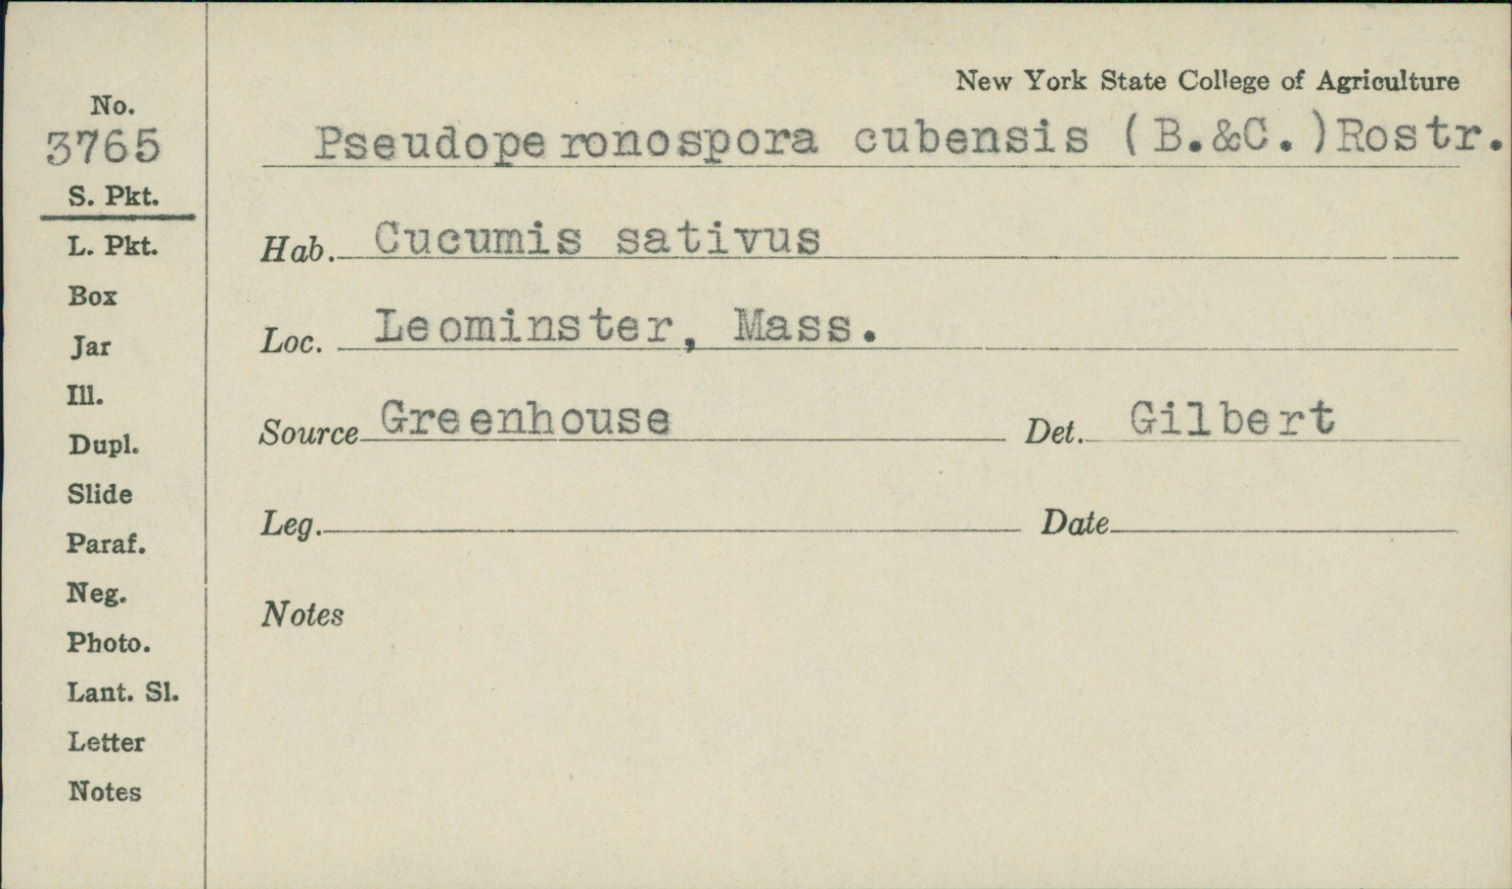 New York State College of Agriculture
No.
3765
S. Pkt.
L. Pkt.
Box
Jar
Ill.
Dupl.
Slide
Paraf.
Neg.
Photo.
Lant. Sl.
Letter
Notes
Pseudoperonospora cubensis (B.&C.)Rostr.
Hab. Cucumis sativus
Loc. Leominster, Mass.
Source Greenhouse Det. Gilbert
Leg. Date
Notes